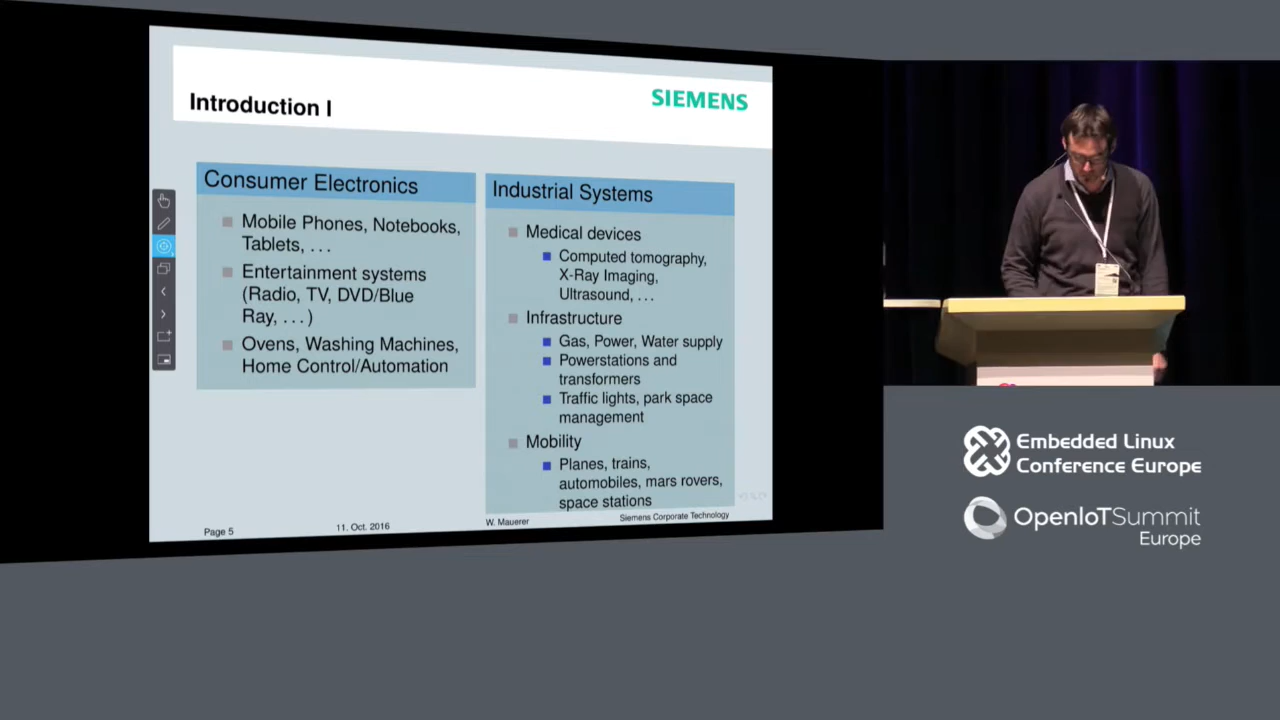 Introduction I
SIEMENS
Consumer Electronics
Mobile Phones, Notebooks,
Tablets, . . .
Entertainment systems
(Radio, TV, DVD/Blue
Ray, . . .)
Ovens, Washing Machines,
Home Control/Automation
Industrial Systems
Medical devices
Computed tomography,
X-Ray Imaging,
Ultrasound, . . .
Infrastructure
Gas, Power, Water supply
Powerstations and
transformers
Traffic lights, park space
management
Mobility
Planes, trains,
automobiles, mars rovers,
space stations
Page 5
11. Oct. 2016
W. Mauerer
Siemens Corporate Technology
Embedded Linux
Conference Europe
OpenIoTSummit
Europe